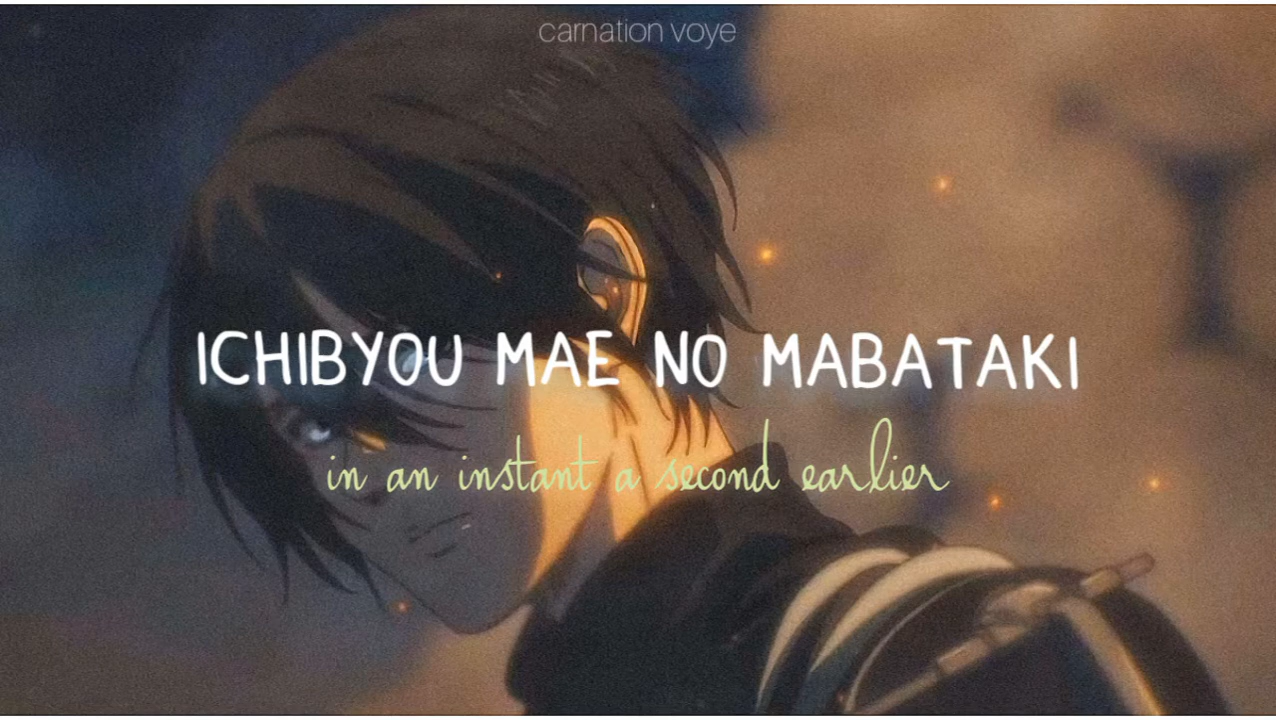 carnation voye
ICHIBYOU MAE NO MABATAKI
in an instant a second earlier